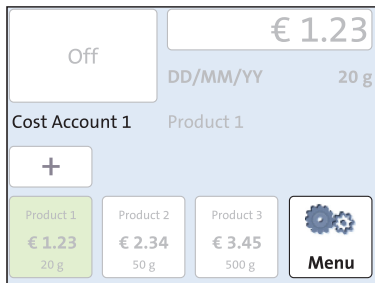 Off
€ 1.23
DD/MM/YY 20 g
Cost Account 1 Product 1
+
Product 1 Product 2 Product 3
€ 1.23 € 2.34 € 3.45
20 g 50 g 500 g
Menu